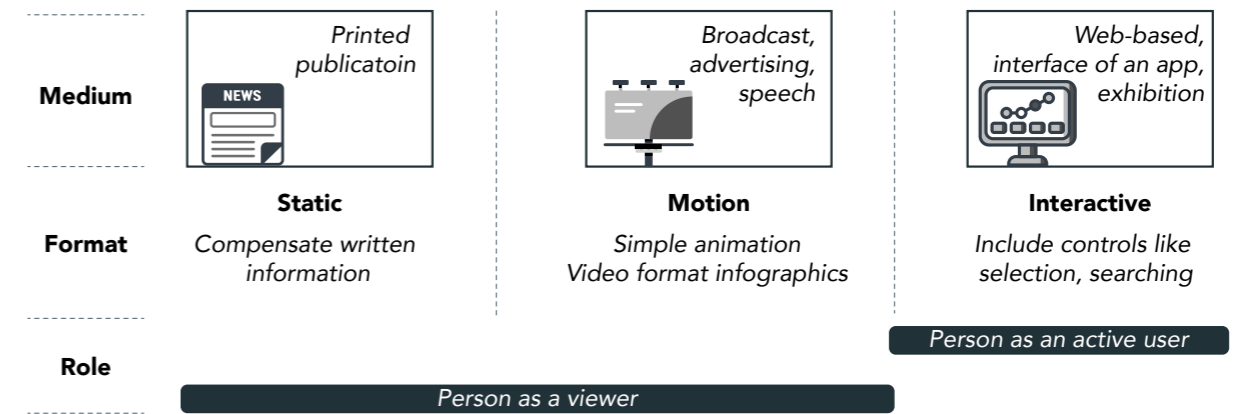 Medium
Printed
publicatoin
NEWS
Broadcast,
advertising,
speech
Web-based,
interface of an app,
exhibition
Format
Static
Compensate written
information
Motion
Simple animation
Video format infographics
Interactive
Include controls like
selection, searching
Role
Person as an active user
Person as a viewer